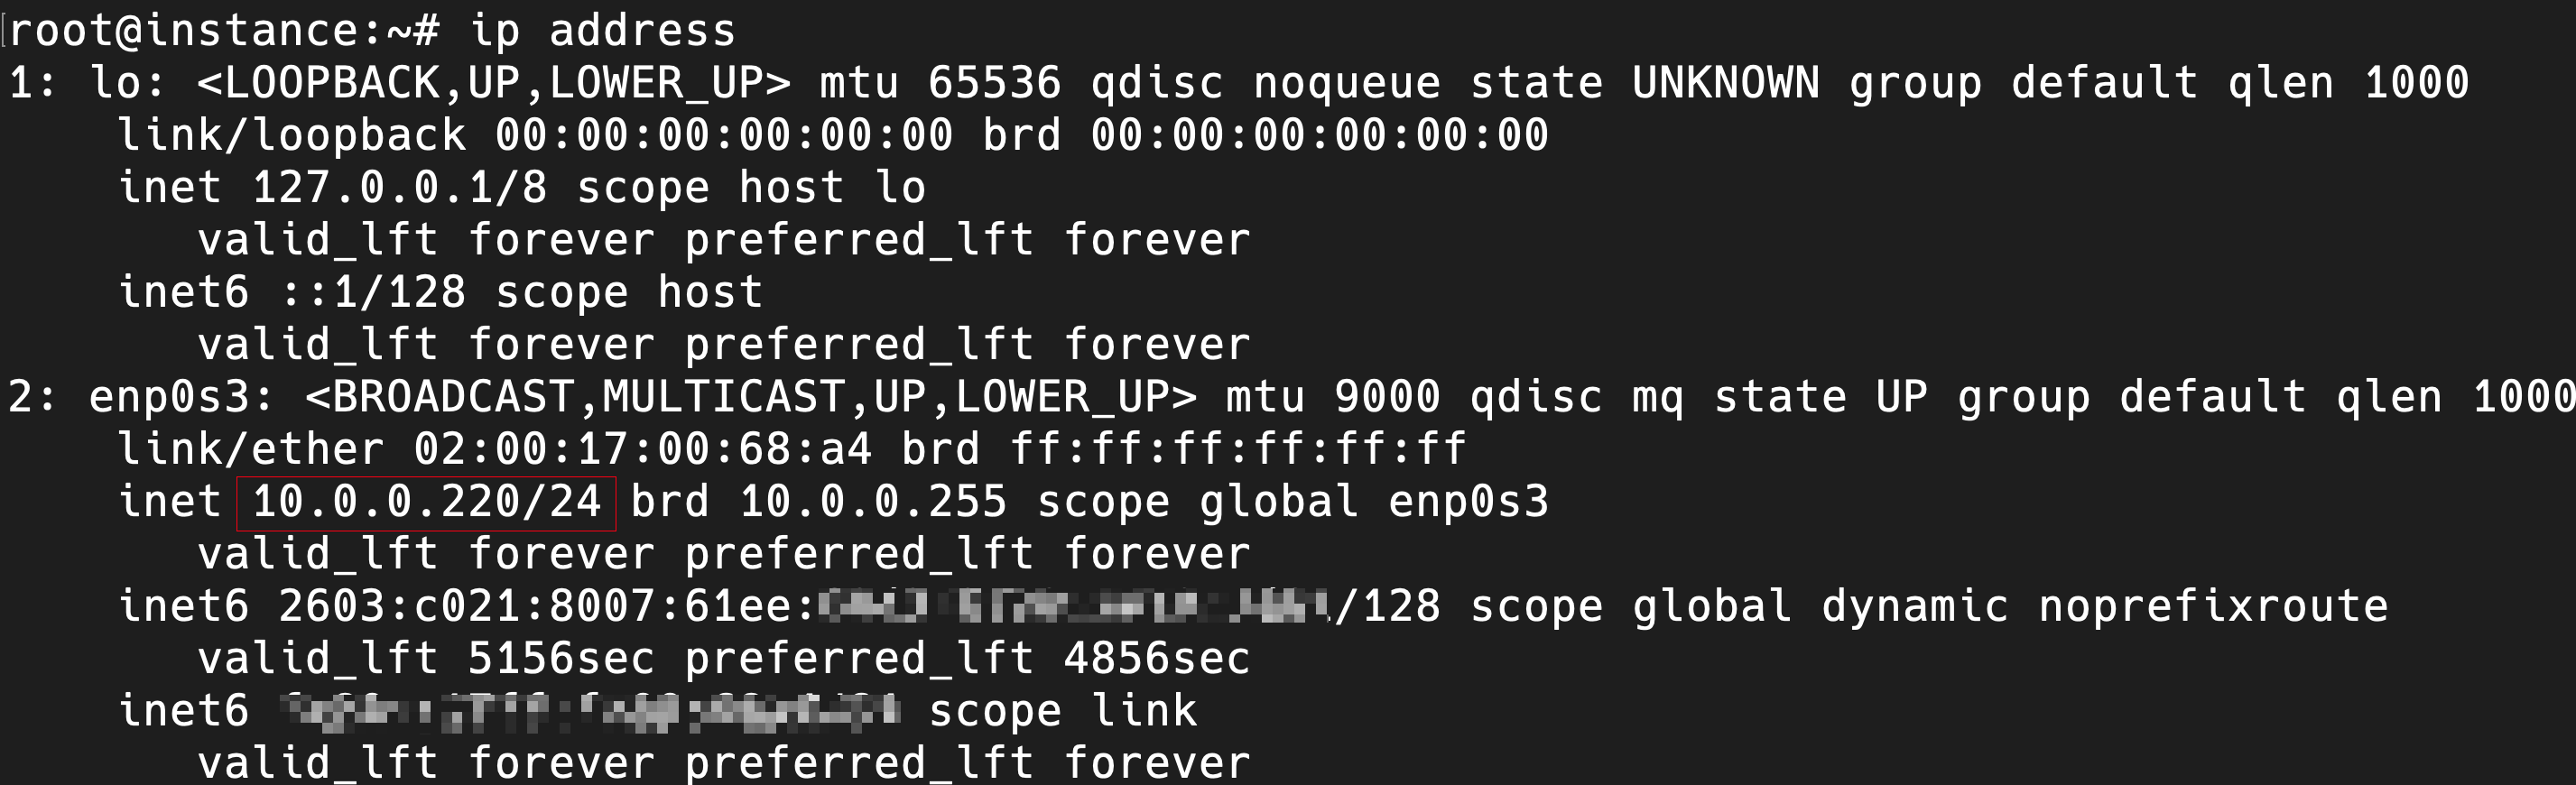 root@instance:~# ip address
1: lo: <LOOPBACK,UP,LOWER_UP> mtu 65536 qdisc noqueue state UNKNOWN group default qlen 1000
link/loopback 00:00:00:00:00:00 brd 00:00:00:00:00:00
inet 127.0.0.1/8 scope host lo
valid_lft forever preferred_lft forever
inet6 ::1/128 scope host
valid_lft forever preferred_lft forever
2: enp0s3: <BROADCAST,MULTICAST,UP,LOWER_UP> mtu 9000 qdisc mq state UP group default qlen 1000
link/ether 02:00:17:00:68:a4 brd ff:ff:ff:ff:ff:ff
inet 10.0.0.220/24 brd 10.0.0.255 scope global enp0s3
valid_lft forever preferred_lft forever
inet6 2603:c021:8007:61ee: /128 scope global dynamic noprefixroute
valid_lft 5156sec preferred_lft 4856sec
inet6 scope link
valid_lft forever preferred_lft forever